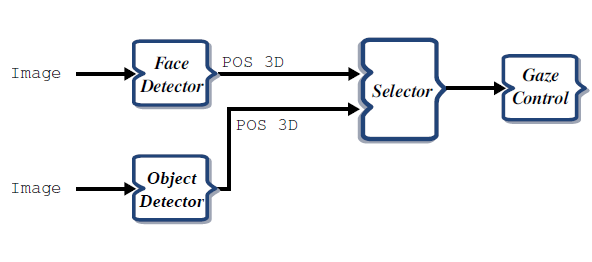 Image
Face
Detector
POS 3D
Selector
Gaze
Control
POS 3D
Image
Object
Detector